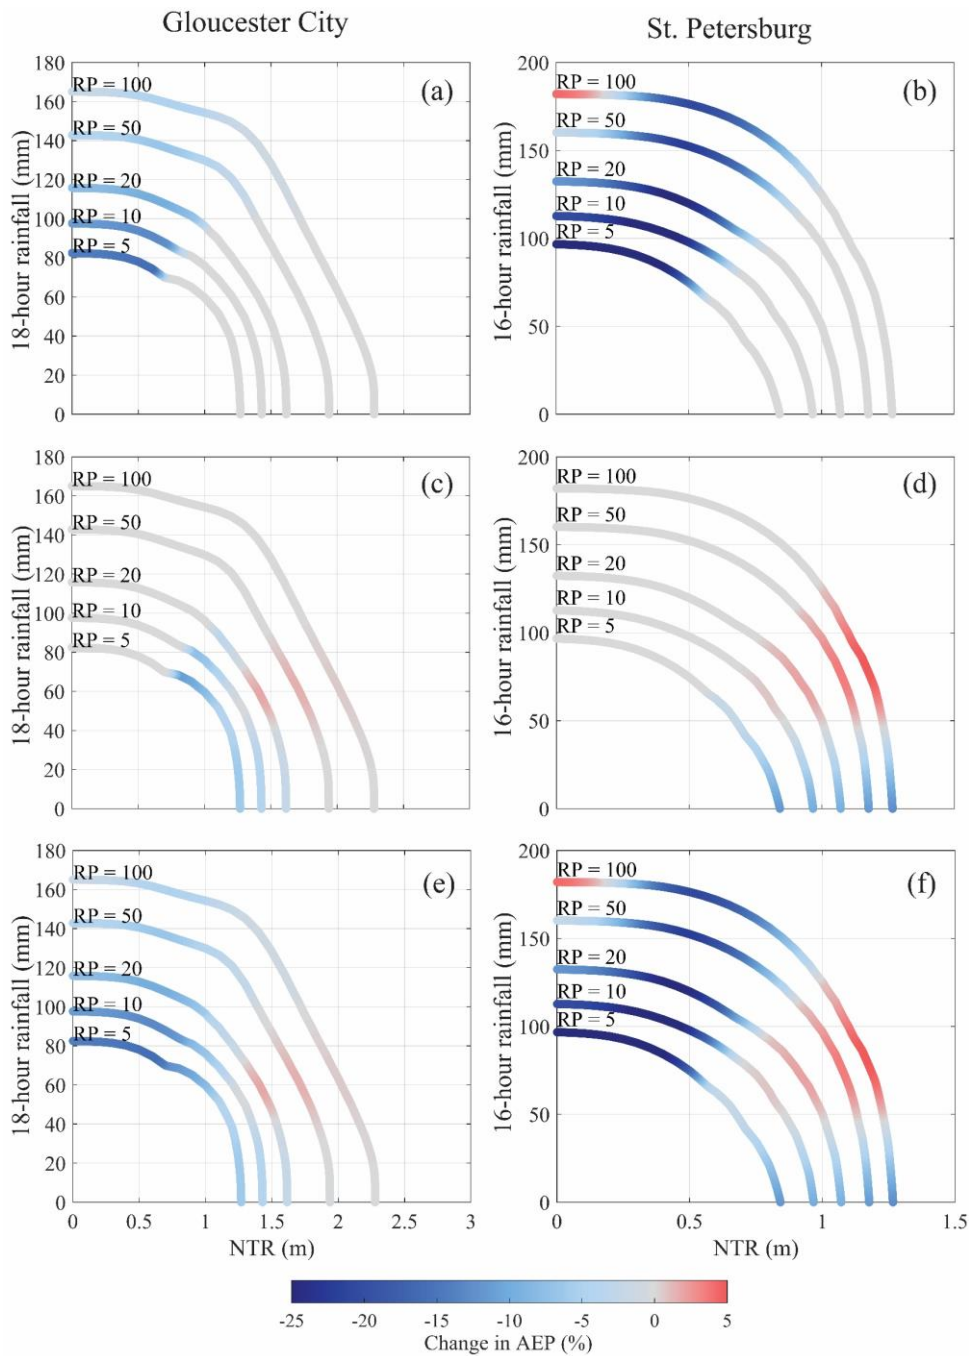 Gloucester City
St. Petersburg
180
160
140
120
100
80
60
40
20
0
18-hour rainfall (mm)
RP = 100
RP = 50
RP = 20
RP = 10
RP = 5
(a)
200
150
100
50
0
16-hour rainfall (mm)
RP = 100
RP = 50
RP = 20
RP = 10
RP = 5
(b)
180
160
140
120
100
80
60
40
20
0
18-hour rainfall (mm)
RP = 100
RP = 50
RP = 20
RP = 10
RP = 5
(c)
200
150
100
50
0
16-hour rainfall (mm)
RP = 100
RP = 50
RP = 20
RP = 10
RP = 5
(d)
180
160
140
120
100
80
60
40
20
0
18-hour rainfall (mm)
RP = 100
RP = 50
RP = 20
RP = 10
RP = 5
(e)
0 0.5 1 1.5 2 2.5 3
NTR (m)
200
150
100
50
0
16-hour rainfall (mm)
RP = 100
RP = 50
RP = 20
RP = 10
RP = 5
(f)
0 0.5 1 1.5
NTR (m)
-25 -20 -15 -10 -5 0 5
Change in AEP (%)